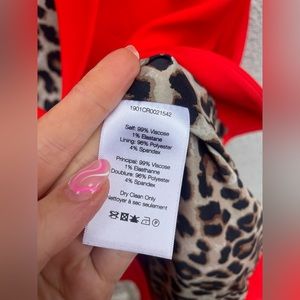 1901CR0021542
Self: 99% Viscose
1% Elastane
Lining: 96% Polyester
4% Spandex
Principal: 99% Viscose
1% Elasthanne
Doublure: 96% Polyester
4% Spandex
Dry Clean Only
Nettoyer à sec seulement